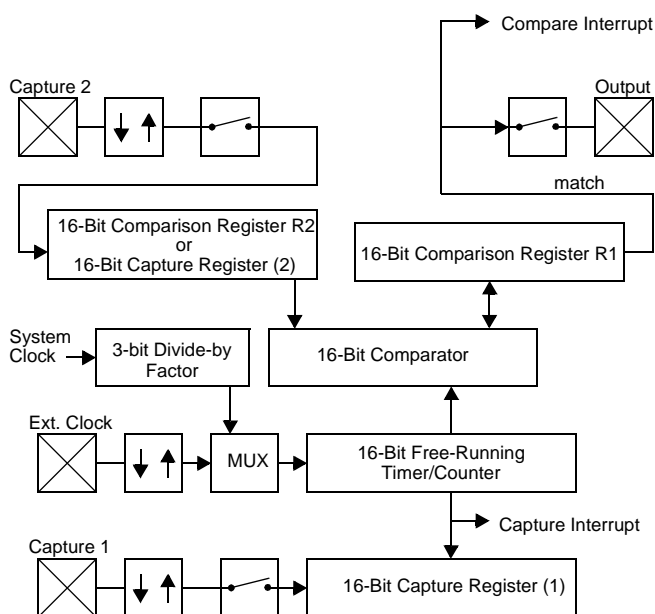 Compare Interrupt
Capture 2
Output
match
16-Bit Comparison Register R2
or
16-Bit Capture Register (2)
16-Bit Comparison Register R1
System
Clock
3-bit Divide-by
Factor
16-Bit Comparator
Ext. Clock
MUX
16-Bit Free-Running
Timer/Counter
Capture Interrupt
Capture 1
16-Bit Capture Register (1)